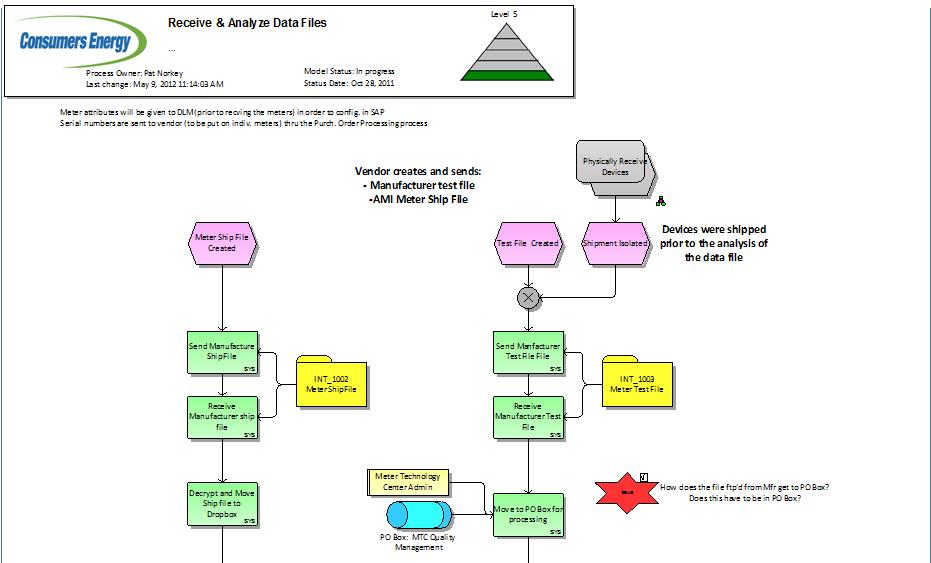 Consumers Energy
Receive & Analyze Data Files
...
Process Owner: Pat Norkey
Last change: May 9, 2012 11:14:03 AM
Model Status: In progress
Status Date: Oct 28, 2011
Level 5
Meter attributes will be given to DLM(prior to recving the meters) in order to config. in SAP
Serial numbers are sent to vendor (to be put on indiv. meters) thru the Purch. Order Processing process
Vendor creates and sends:
- Manufacturer test file
-AMI Meter Ship File
Physically Receive
Devices
Meter Ship File
Created
Test File Created
Shipment Isolated
Devices were shipped
prior to the analysis of
the data file
Send Manufacture
Ship File
SYS
INT_1002
Meter Ship File
Receive
Manufacturer ship
file
SYS
Send Manfacturer
Test File File
SYS
INT_1003
Meter Test File
Receive
Manufacturer Test
File
SYS
Decrypt and Move
Ship file to
Dropbox
SYS
Meter Technology
Center Admin
PO Box: MTC Quality
Management
Move to PO Box for
processing
SYS
Issue
How does the file ftp'd from Mfr get to PO Box?
Does this have to be in PO Box?